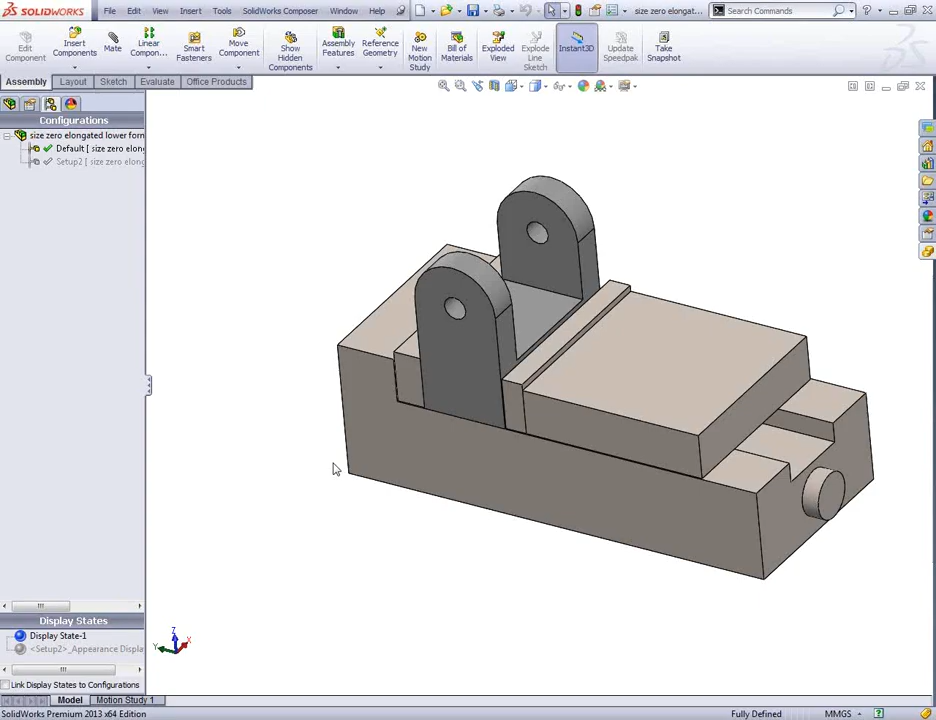 SOLIDWORKS File Edit View Insert Tools SolidWorks Composer Window Help size zero elongat... Search Commands ?
Edit Component
Insert Components
Mate
Linear Compon...
Smart Fasteners
Move Component
Show Hidden Components
Assembly Features
Reference Geometry
New Motion Study
Bill of Materials
Exploded View
Explode Line Sketch
Instant3D
Update Speedpak
Take Snapshot
Assembly Layout Sketch Evaluate Office Products
Configurations
size zero elongated lower form
Default [ size zero elong
Setup2 [ size zero elong
Display States
Display State-1
<Setup2>_Appearance Displa
Link Display States to Configurations
Z
Y X
Model Motion Study 1
SolidWorks Premium 2013 x64 Edition Fully Defined MMGS ?